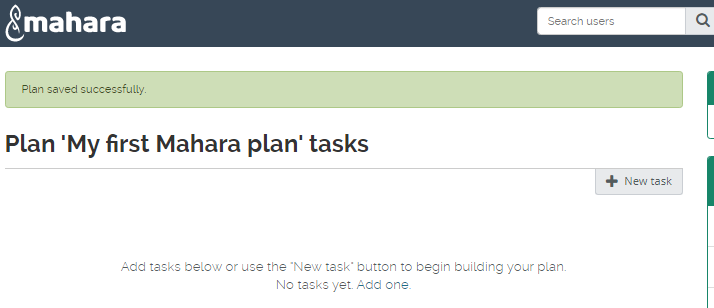 mahara
Search users
Plan saved successfully.
Plan 'My first Mahara plan' tasks
New task
Add tasks below or use the "New task" button to begin building your plan.
No tasks yet. Add one.